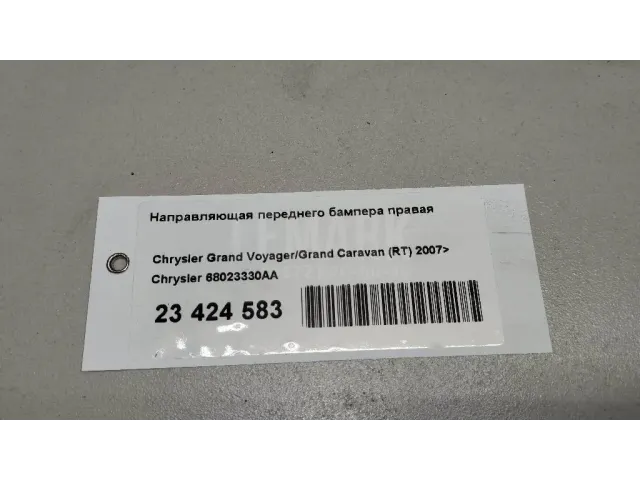 Направляющая переднего бампера правая
Chrysler Grand Voyager/Grand Caravan (RT) 2007>
Chrysler 68023330AA
23 424 583